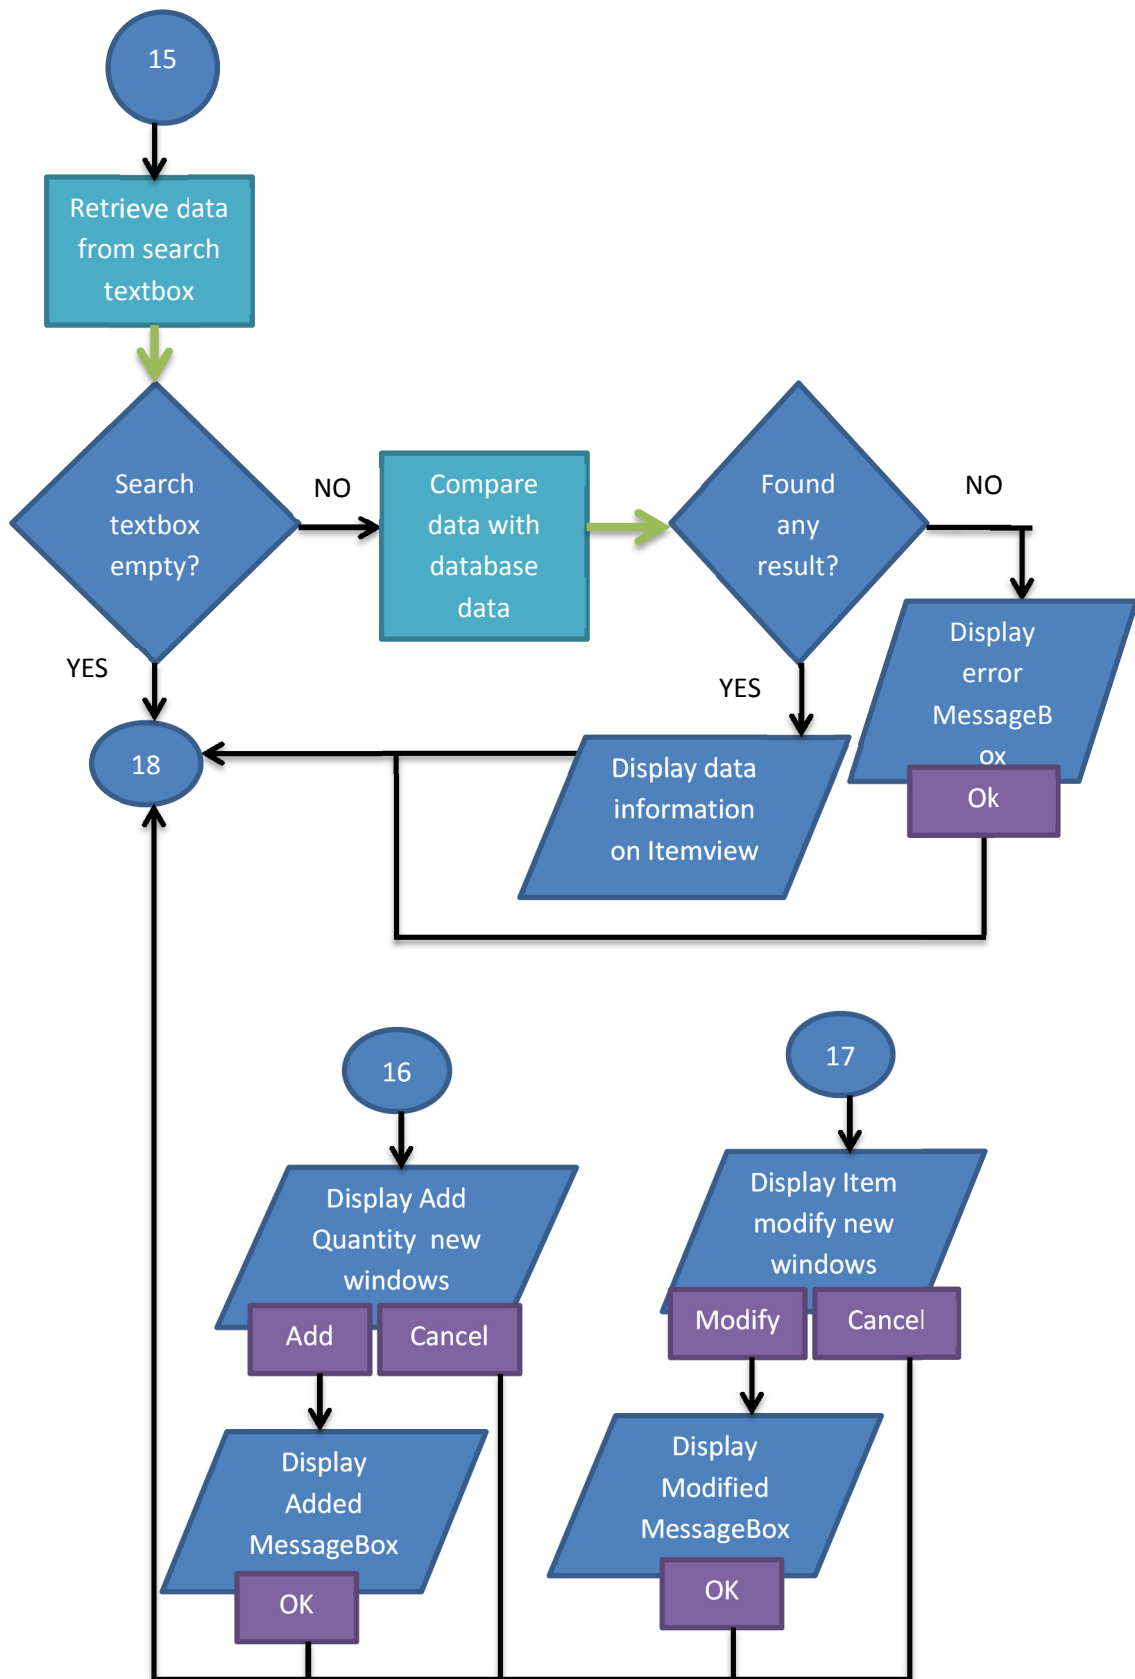 15
Retrieve data
from search
textbox
Search
textbox
empty?
NO
Compare
data with
database
data
Found
any
result?
NO
YES
YES
Display
error
MessageB
ox
Ok
18
Display data
information
on Itemview
16
17
Display Add
Quantity new
windows
Add
Cancel
Display Item
modify new
windows
Modify
Cancel
Display
Added
MessageBox
OK
Display
Modified
MessageBox
OK